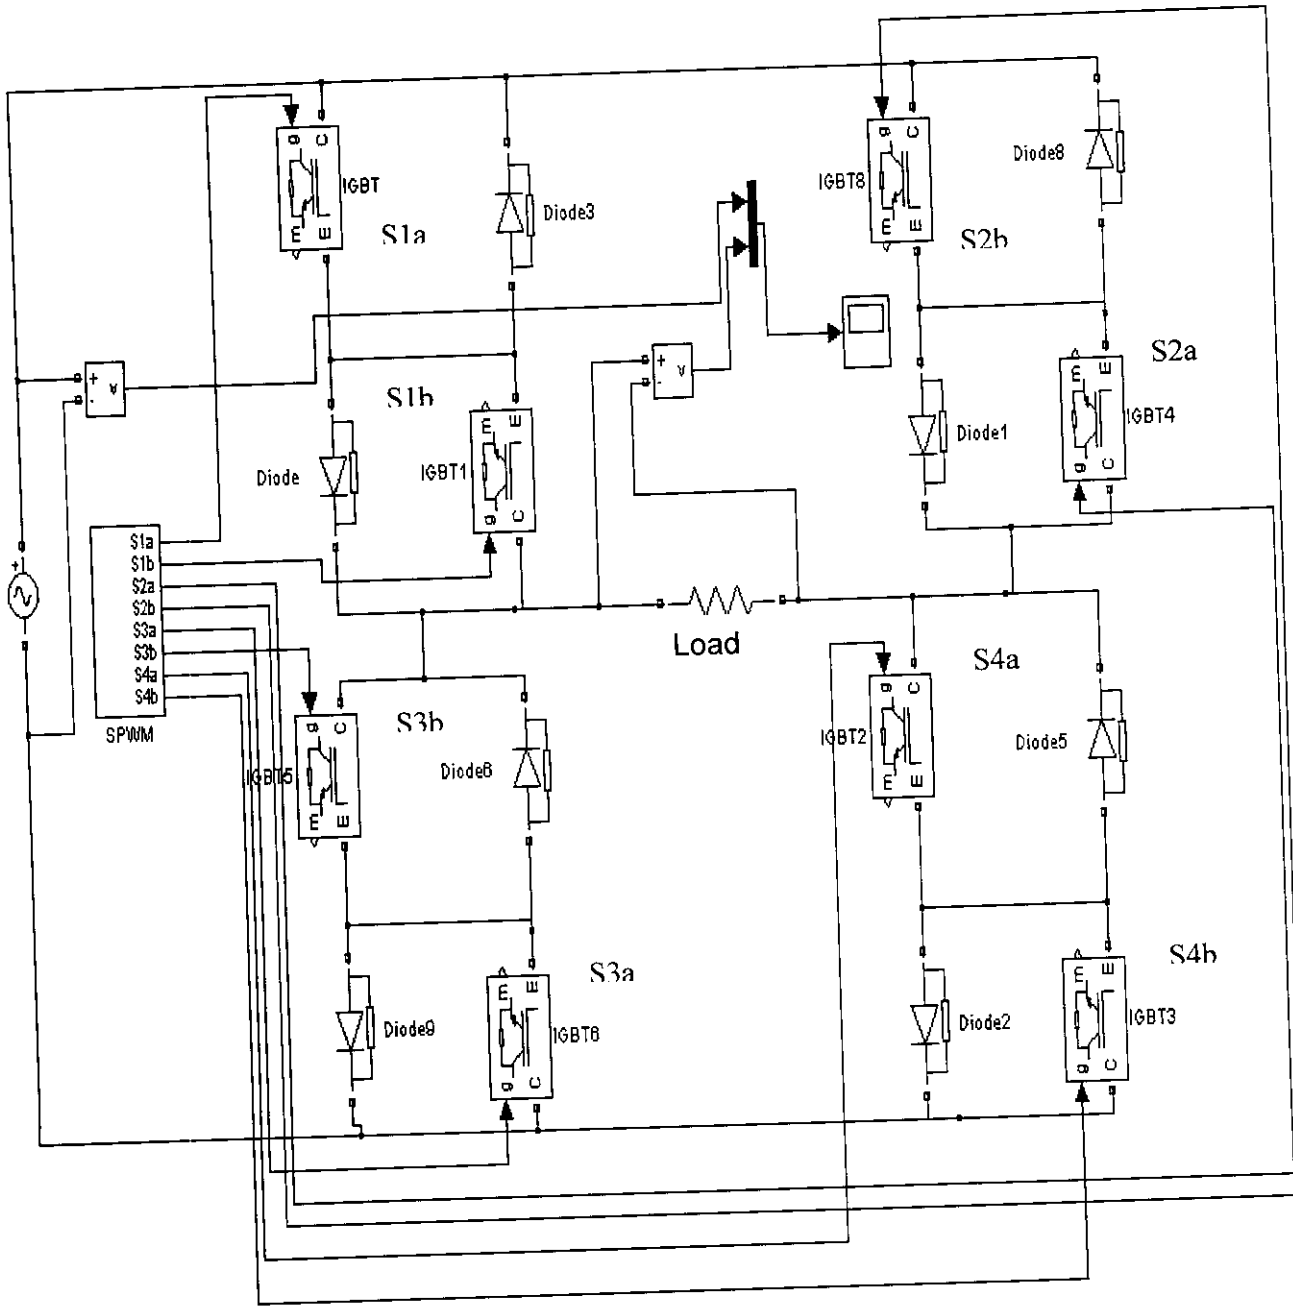 g C
IGBT
m E
S1a
Diode3
g C
IGBT8
m E
S2b
Diode8
+
-
v
+
-
v
S1b
Diode
m E
IGBT1
g C
Diode1
S2a
m E
IGBT4
g C
+
S1a
S1b
S2a
S2b
S3a
S3b
S4a
S4b
SPWM
Load
g C
IGBT5
m E
S3b
Diode6
g C
IGBT2
m E
S4a
Diode5
Diode9
m E
IGBT6
g C
S3a
Diode2
m E
IGBT3
g C
S4b